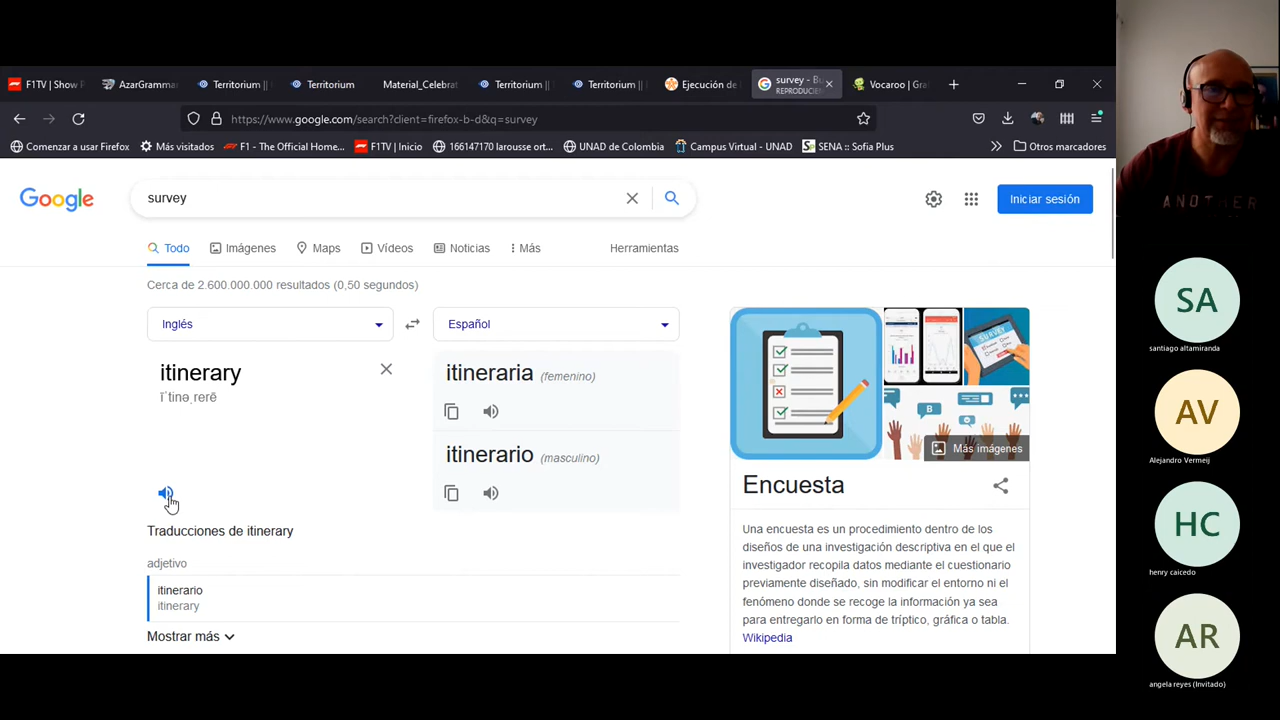 F1TV | Show
AzarGramma
Territorium ||
Territorium
Material_Celebrat
Territorium ||
Territorium ||
Ejecución de
survey - Bu
REPRODUCIEN
Vocaroo | Gra
https://www.google.com/search?client=firefox-b-d&q=survey
Comenzar a usar Firefox
Más visitados
F1 - The Official Home...
F1TV | Inicio
166147170 larousse ort...
UNAD de Colombia
Campus Virtual - UNAD
SENA :: Sofia Plus
Otros marcadores
Google
survey
Iniciar sesión
Todo
Imágenes
Maps
Vídeos
Noticias
Más
Herramientas
Cerca de 2.600.000.000 resultados (0,50 segundos)
Inglés
Español
itinerary
īˈtinəˌrerē
itineraria (femenino)
itinerario (masculino)
Traducciones de itinerary
adjetivo
itinerario
itinerary
Mostrar más
Más imágenes
Encuesta
Una encuesta es un procedimiento dentro de los
diseños de una investigación descriptiva en el que el
investigador recopila datos mediante el cuestionario
previamente diseñado, sin modificar el entorno ni el
fenómeno donde se recoge la información ya sea
para entregarlo en forma de tríptico, gráfica o tabla.
Wikipedia
ANOTHER
SA
santiago altamiranda
AV
Alejandro Vermeij
HC
henry caicedo
AR
angela reyes (Invitado)